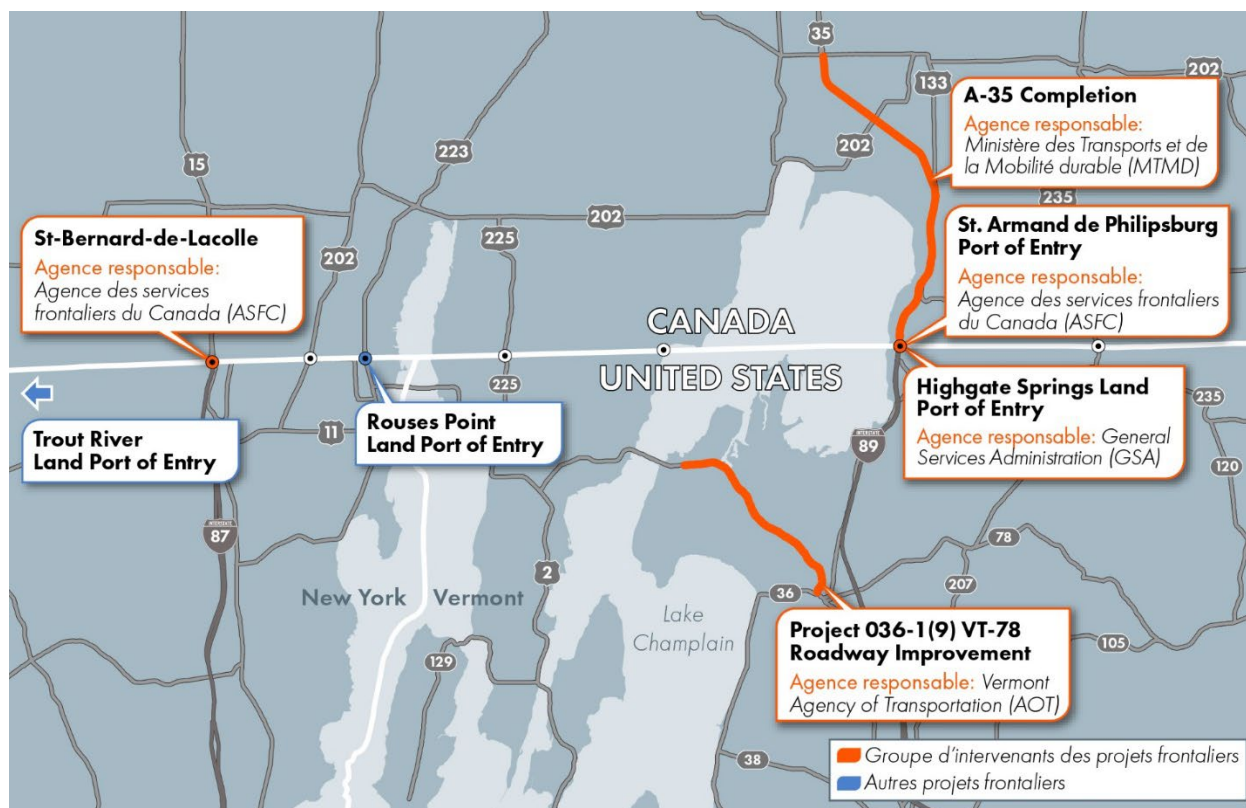 35
202
133
A-35 Completion
Agence responsable:
Ministère des Transports et de
la Mobilité durable (MTMD)
223
202
15
235
202
St-Bernard-de-Lacolle
Agence responsable:
Agence des services
frontaliers du Canada (ASFC)
202
225
St. Armand de Philipsburg
Port of Entry
Agence responsable:
Agence des services frontaliers
du Canada (ASFC)
CANADA
UNITED STATES
225
Trout River
Land Port of Entry
11
Rouses Point
Land Port of Entry
Highgate Springs Land
Port of Entry
Agence responsable: General
Services Administration (GSA)
235
INTERSTATE
89
120
INTERSTATE
87
78
2
207
36
New York
Vermont
Lake
Champlain
129
105
Project 036-1(9) VT-78
Roadway Improvement
Agence responsable: Vermont
Agency of Transportation (AOT)
38
Groupe d'intervenants des projets frontaliers
Autres projets frontaliers